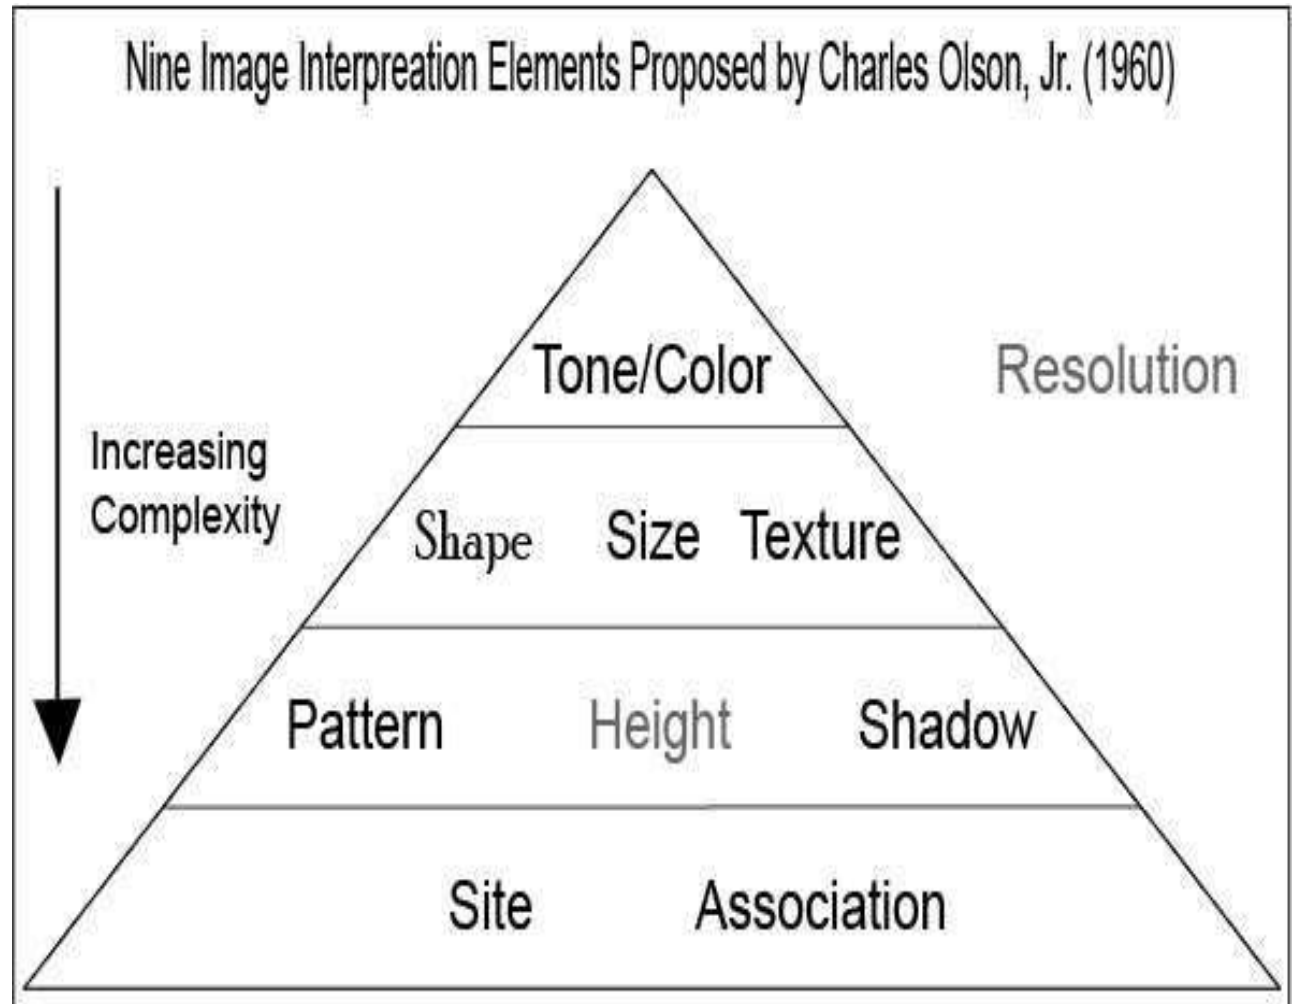 Nine Image Interpreation Elements Proposed by Charles Olson, Jr. (1960)
Tone/Color
Resolution
Increasing
Complexity
Shape Size Texture
Pattern Height Shadow
Site Association